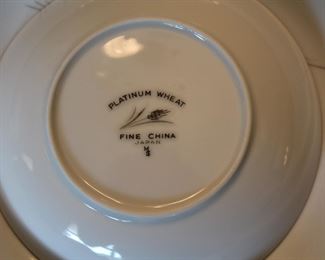 PLATINUM WHEAT
FINE CHINA
JAPAN
M
S